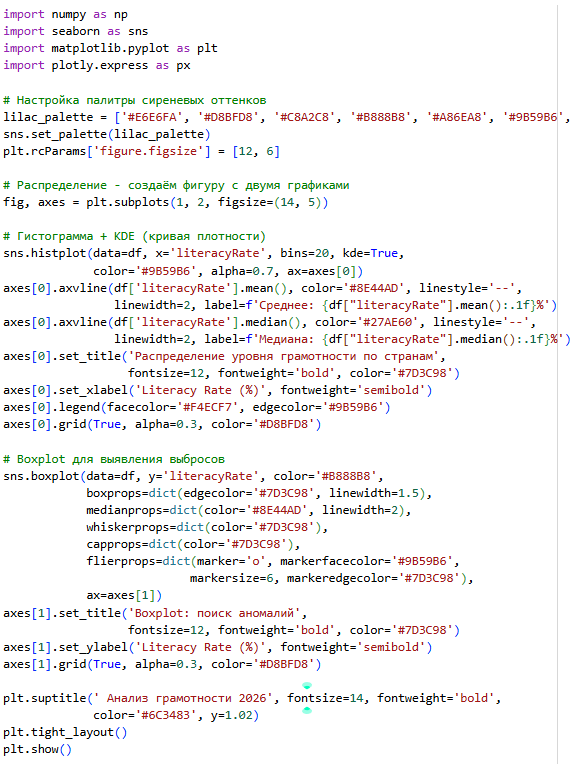 import numpy as np
import seaborn as sns
import matplotlib.pyplot as plt
import plotly.express as px
# Настройка палитры сиреневых оттенков
lilac_palette = ['#E6E6FA', '#D8BFD8', '#C8A2C8', '#B888B8', '#A86EA8', '#9B59B6',
sns.set_palette(lilac_palette)
plt.rcParams['figure.figsize'] = [12, 6]
# Распределение - создаём фигуру с двумя графиками
fig, axes = plt.subplots(1, 2, figsize=(14, 5))
# Гистограмма + KDE (кривая плотности)
sns.histplot(data=df, x='literacyRate', bins=20, kde=True,
color='#9B59B6', alpha=0.7, ax=axes[0])
axes[0].axvline(df['literacyRate'].mean(), color='#8E44AD', linestyle='--',
linewidth=2, label=f'Среднее: {df["literacyRate"].mean():.1f}%')
axes[0].axvline(df['literacyRate'].median(), color='#27AE60', linestyle='--',
linewidth=2, label=f'Медиана: {df["literacyRate"].median():.1f}%')
axes[0].set_title('Распределение уровня грамотности по странам',
fontsize=12, fontweight='bold', color='#7D3C98')
axes[0].set_xlabel('Literacy Rate (%)', fontweight='semibold')
axes[0].legend(facecolor='#F4ECF7', edgecolor='#9B59B6')
axes[0].grid(True, alpha=0.3, color='#D8BFD8')
# Boxplot для выявления выбросов
sns.boxplot(data=df, y='literacyRate', color='#B888B8',
boxprops=dict(edgecolor='#7D3C98', linewidth=1.5),
medianprops=dict(color='#8E44AD', linewidth=2),
whiskerprops=dict(color='#7D3C98'),
capprops=dict(color='#7D3C98'),
flierprops=dict(marker='o', markerfacecolor='#9B59B6',
markersize=6, markeredgecolor='#7D3C98'),
ax=axes[1])
axes[1].set_title('Boxplot: поиск аномалий',
fontsize=12, fontweight='bold', color='#7D3C98')
axes[1].set_ylabel('Literacy Rate (%)', fontweight='semibold')
axes[1].grid(True, alpha=0.3, color='#D8BFD8')
plt.suptitle(' Анализ грамотности 2026', fontsize=14, fontweight='bold',
color='#6C3483', y=1.02)
plt.tight_layout()
plt.show()